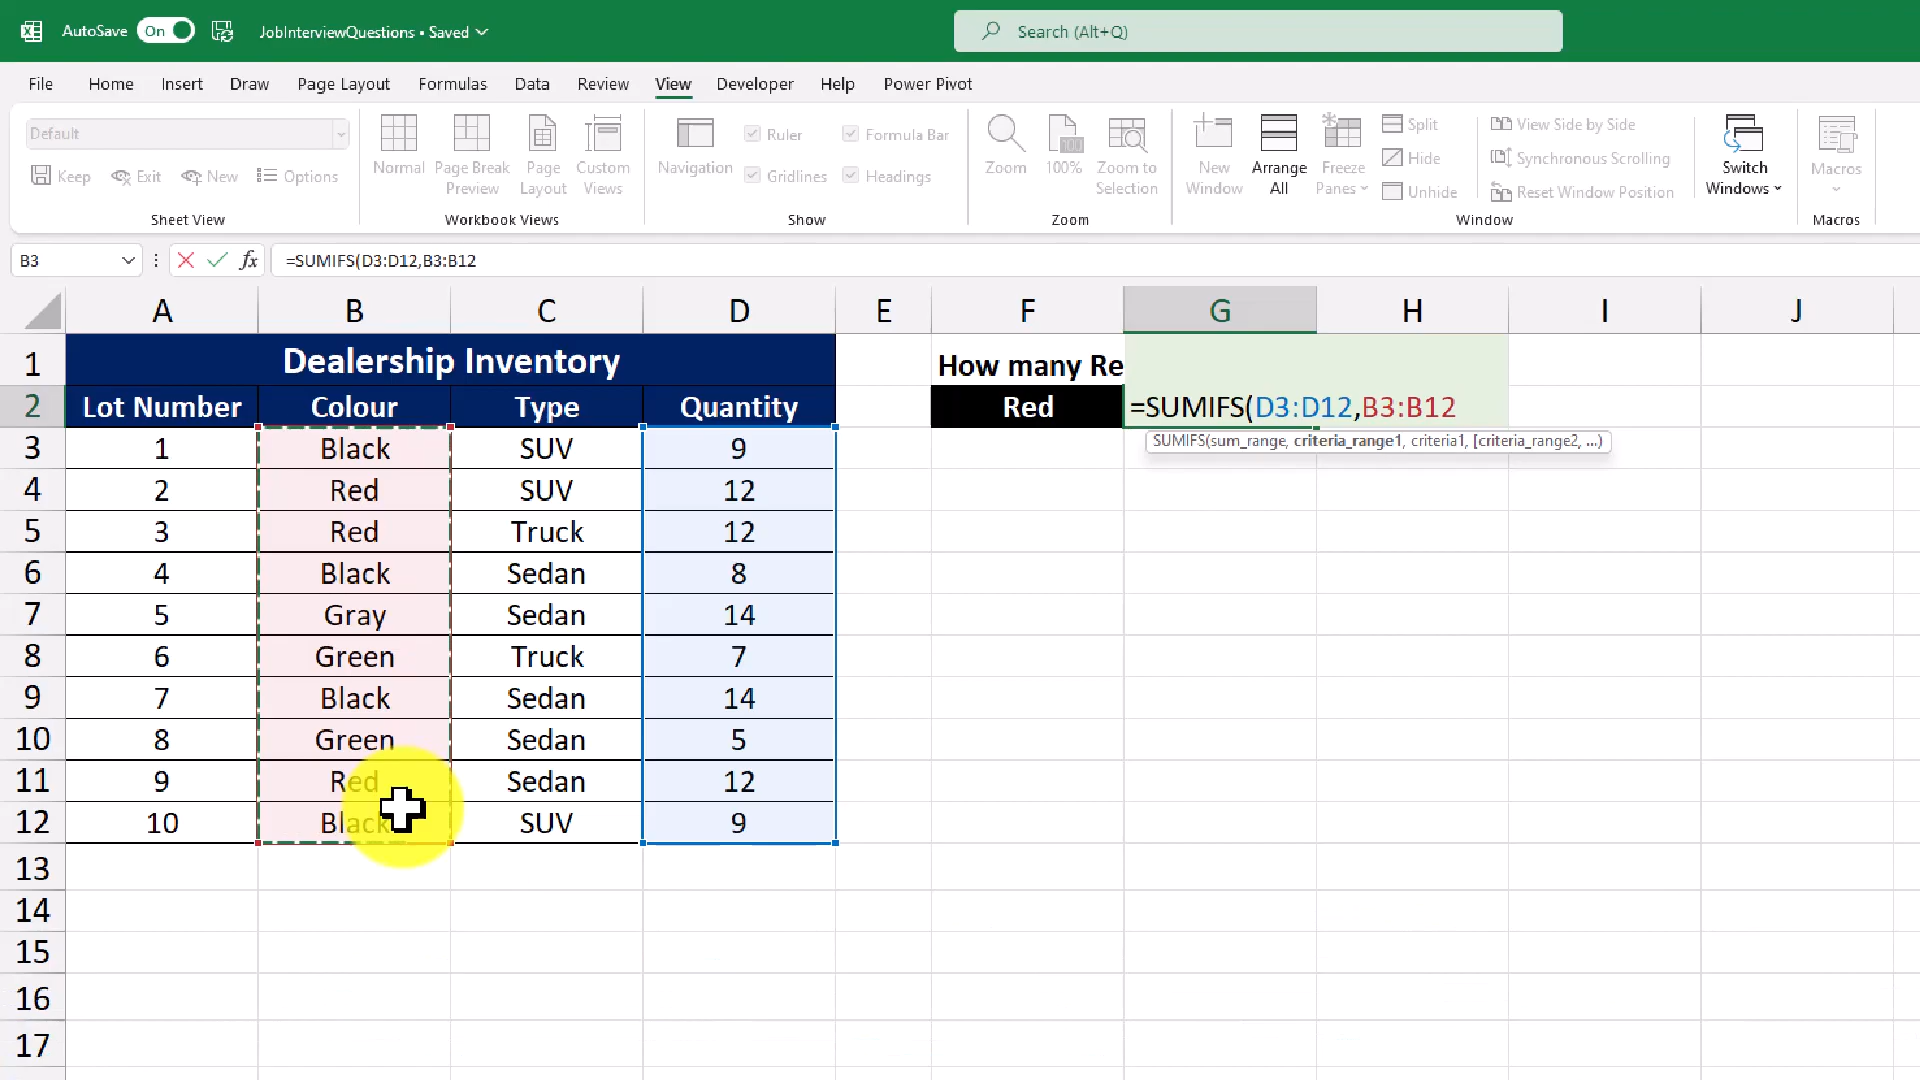 AutoSave On JobInterviewQuestions • Saved Search (Alt+Q)
File Home Insert Draw Page Layout Formulas Data Review View Developer Help Power Pivot
Default
Keep Exit New Options
Sheet View
Normal Page Break Preview Page Layout Custom Views
Workbook Views
Navigation Ruler Formula Bar
Gridlines Headings
Show
Zoom 100% Zoom to Selection
100
Zoom
New Window Arrange All Freeze Panes Split Hide Unhide
View Side by Side
Synchronous Scrolling
Reset Window Position
Window
Switch Windows
Macros
Macros
B3 fx =SUMIFS(D3:D12,B3:B12
A B C D E F G H I J
1 Dealership Inventory How many Re
2 Lot Number Colour Type Quantity Red =SUMIFS(D3:D12,B3:B12
SUMIFS(sum_range, criteria_range1, criteria1, [criteria_range2, ...)
3 1 Black SUV 9
4 2 Red SUV 12
5 3 Red Truck 12
6 4 Black Sedan 8
7 5 Gray Sedan 14
8 6 Green Truck 7
9 7 Black Sedan 14
10 8 Green Sedan 5
11 9 Red Sedan 12
12 10 Black SUV 9
13
14
15
16
17